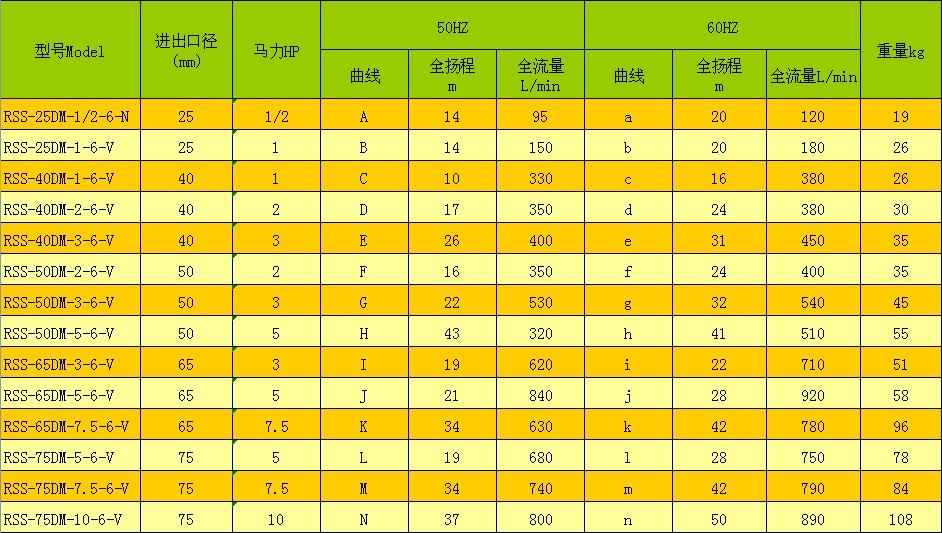 型号Model 进出口径(mm) 马力HP 50HZ 60HZ 重量kg
曲线 全扬程m 全流量L/min 曲线 全扬程m 全流量L/min
RSS-25DM-1/2-6-N 25 1/2 A 14 95 a 20 120 19
RSS-25DM-1-6-V 25 1 B 14 150 b 20 180 26
RSS-40DM-1-6-V 40 1 C 10 330 c 16 380 26
RSS-40DM-2-6-V 40 2 D 17 350 d 24 380 30
RSS-40DM-3-6-V 40 3 E 26 400 e 31 450 35
RSS-50DM-2-6-V 50 2 F 16 350 f 24 400 35
RSS-50DM-3-6-V 50 3 G 22 530 g 32 540 45
RSS-50DM-5-6-V 50 5 H 43 320 h 41 510 55
RSS-65DM-3-6-V 65 3 I 19 620 i 22 710 51
RSS-65DM-5-6-V 65 5 J 21 840 j 28 920 58
RSS-65DM-7.5-6-V 65 7.5 K 34 630 k 42 780 96
RSS-75DM-5-6-V 75 5 L 19 680 l 28 750 78
RSS-75DM-7.5-6-V 75 7.5 M 34 740 m 42 790 84
RSS-75DM-10-6-V 75 10 N 37 800 n 50 890 108